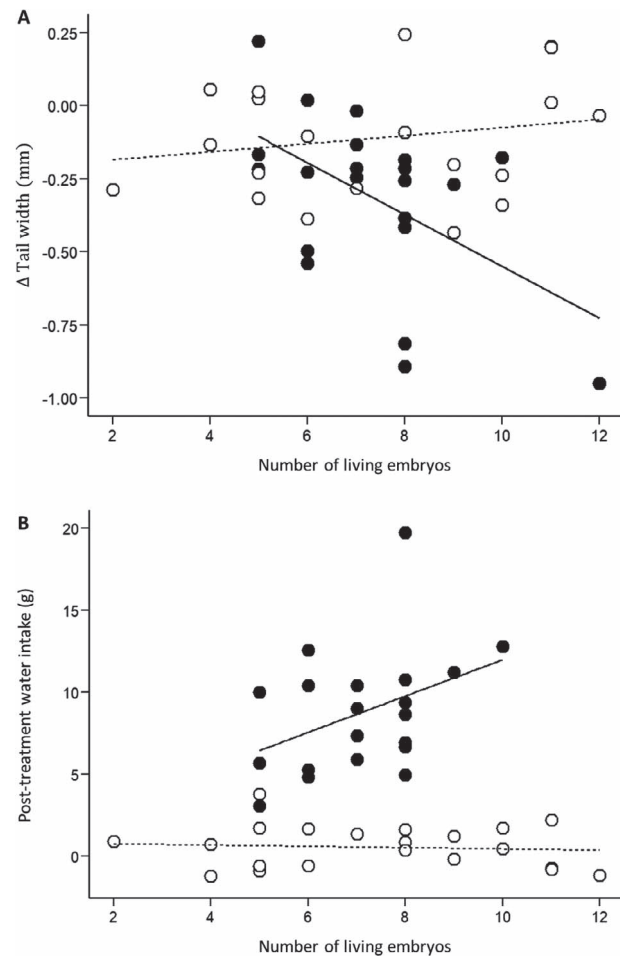 A
0.25
0.00
-0.25
-0.50
-0.75
-1.00
Δ Tail width (mm)
2 4 6 8 10 12
Number of living embryos
B
20
15
10
5
0
Post-treatment water intake (g)
2 4 6 8 10 12
Number of living embryos